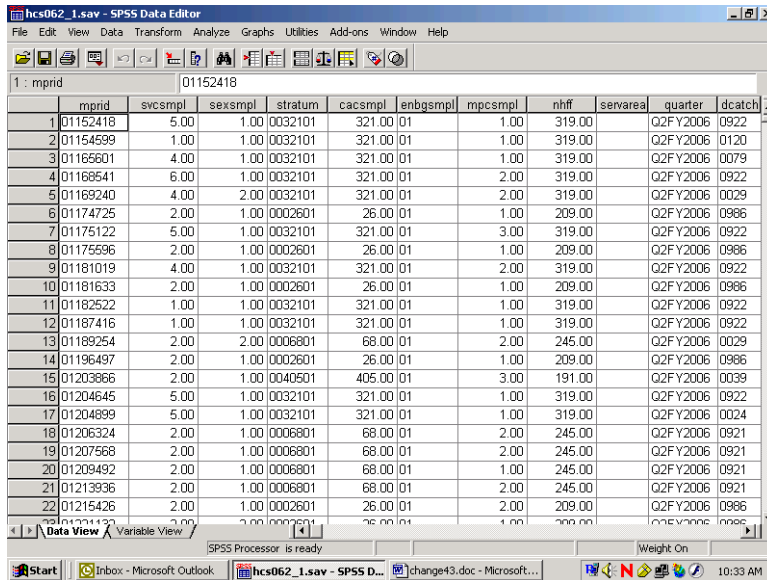 hcs062_1.sav - SPSS Data Editor
File Edit View Data Transform Analyze Graphs Utilities Add-ons Window Help
1 : mprid 01152418
mprid svcsmpl sexsmpl stratum cacsmpl enbgsmpl mpcsmpl nhff servarea quarter dcatch
1 01152418 5.00 1.00 0032101 321.00 01 1.00 319.00 Q2FY2006 0922
2 01154599 1.00 1.00 0032101 321.00 01 1.00 319.00 Q2FY2006 0120
3 01165601 4.00 1.00 0032101 321.00 01 1.00 319.00 Q2FY2006 0079
4 01168541 6.00 1.00 0032101 321.00 01 2.00 319.00 Q2FY2006 0922
5 01169240 4.00 2.00 0032101 321.00 01 2.00 319.00 Q2FY2006 0029
6 01174725 2.00 1.00 0002601 26.00 01 1.00 209.00 Q2FY2006 0986
7 01175122 5.00 1.00 0032101 321.00 01 3.00 319.00 Q2FY2006 0922
8 01175596 2.00 1.00 0002601 26.00 01 1.00 209.00 Q2FY2006 0986
9 01181019 4.00 1.00 0032101 321.00 01 2.00 319.00 Q2FY2006 0922
10 01181633 2.00 1.00 0002601 26.00 01 2.00 209.00 Q2FY2006 0986
11 01182522 1.00 1.00 0032101 321.00 01 1.00 319.00 Q2FY2006 0922
12 01187416 1.00 1.00 0032101 321.00 01 1.00 319.00 Q2FY2006 0922
13 01189254 2.00 2.00 0006801 68.00 01 2.00 245.00 Q2FY2006 0029
14 01196497 2.00 1.00 0002601 26.00 01 1.00 209.00 Q2FY2006 0986
15 01203866 2.00 1.00 0040501 405.00 01 3.00 191.00 Q2FY2006 0039
16 01204645 5.00 1.00 0032101 321.00 01 1.00 319.00 Q2FY2006 0922
17 01204899 5.00 1.00 0032101 321.00 01 1.00 319.00 Q2FY2006 0024
18 01206324 2.00 1.00 0006801 68.00 01 2.00 245.00 Q2FY2006 0921
19 01207568 2.00 1.00 0006801 68.00 01 2.00 245.00 Q2FY2006 0921
20 01209492 2.00 1.00 0006801 68.00 01 1.00 245.00 Q2FY2006 0921
21 01213936 2.00 1.00 0006801 68.00 01 2.00 245.00 Q2FY2006 0921
22 01215426 2.00 1.00 0002601 26.00 01 2.00 209.00 Q2FY2006 0986
Data View Variable View
SPSS Processor is ready Weight On
Start Inbox - Microsoft Outlook hcs062_1.sav - SPSS D... change43.doc - Microsoft... 10:33 AM